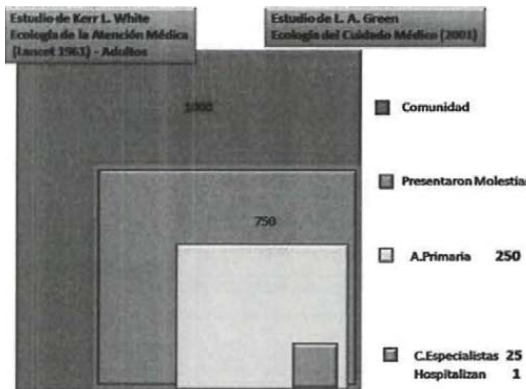 Estudio de Kerr L. White
Ecología de la Atención Médica
(Lancet 1961) - Adultos
Estudio de L. A. Green
Ecología del Cuidado Médico (2001)
1000
Comunidad
Presentaron Molestias
750
A.Primaria 250
C.Especialistas 25
Hospitalizan 1